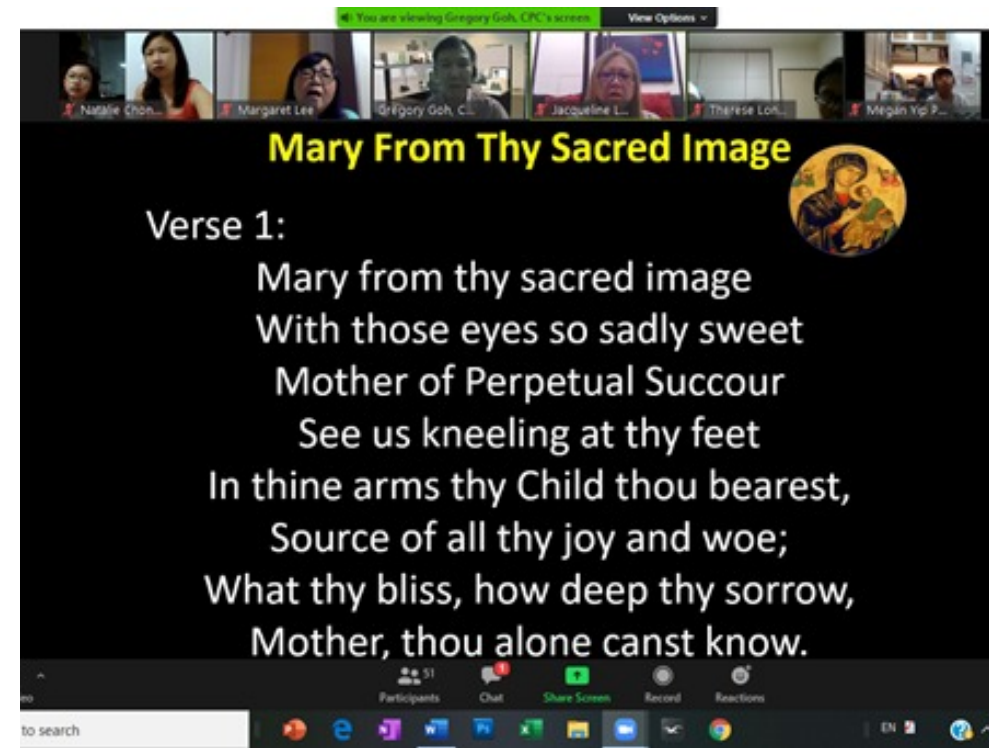 You are viewing Gregory Goh, CPC's screen
View Options
Natalie Chon...
Margaret Lee
Gregory Goh, C...
Jacqueline L...
Therese Lon...
Megan Yip P...
Mary From Thy Sacred Image
Verse 1:
Mary from thy sacred image
With those eyes so sadly sweet
Mother of Perpetual Succour
See us kneeling at thy feet
In thine arms thy Child thou bearest,
Source of all thy joy and woe;
What thy bliss, how deep thy sorrow,
Mother, thou alone canst know.
51
1
eo
Participants
Chat
Share Screen
Record
Reactions
to search
EN